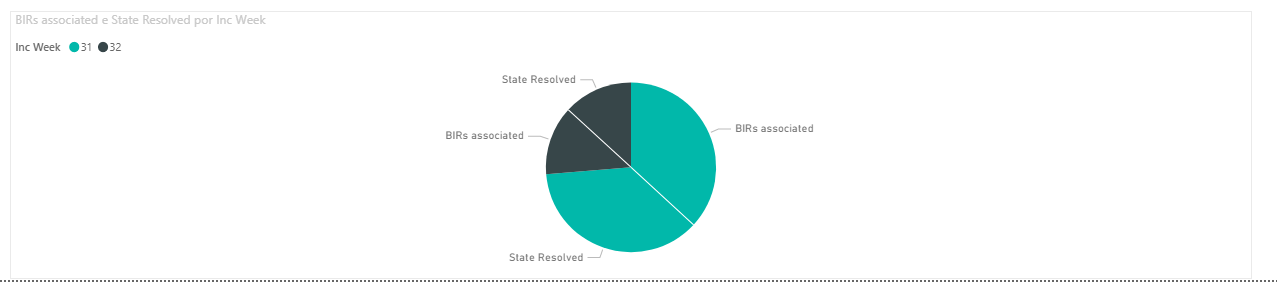 BIRs associated e State Resolved por Inc Week
Inc Week 31 32
State Resolved
BIRs associated
BIRs associated
State Resolved